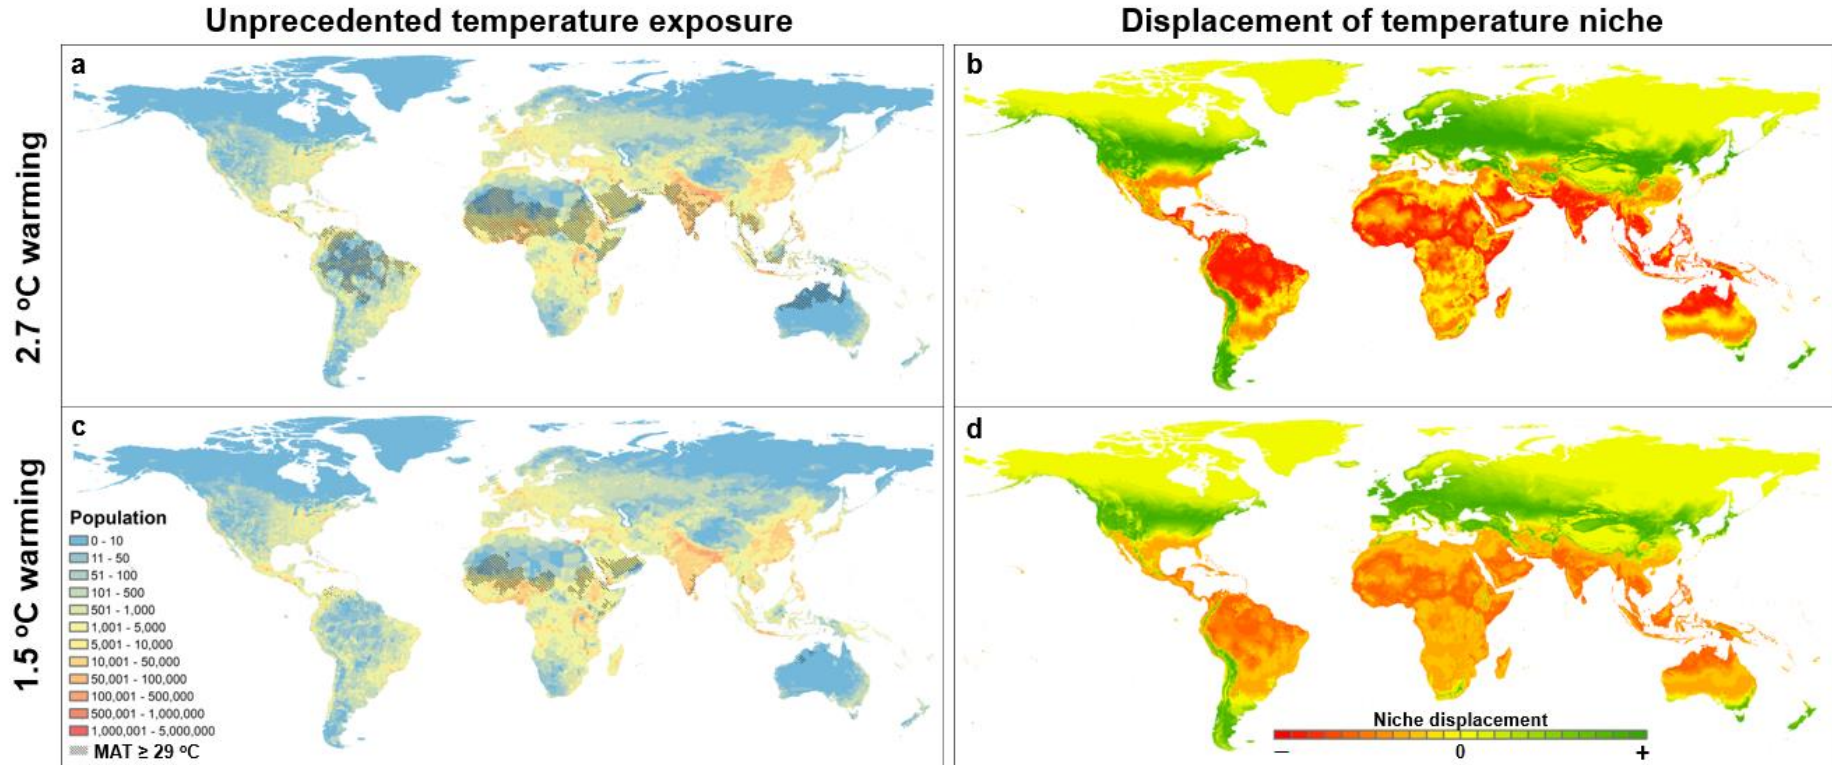 Unprecedented temperature exposure
Displacement of temperature niche
2.7 ºC warming
a
b
1.5 ºC warming
c
d
Population
0 - 10
11 - 50
51 - 100
101 - 500
501 - 1,000
1,001 - 5,000
5,001 - 10,000
10,001 - 50,000
50,001 - 100,000
100,001 - 500,000
500,001 - 1,000,000
1,000,001 - 5,000,000
MAT ≥ 29 ºC
Niche displacement
– 0 +